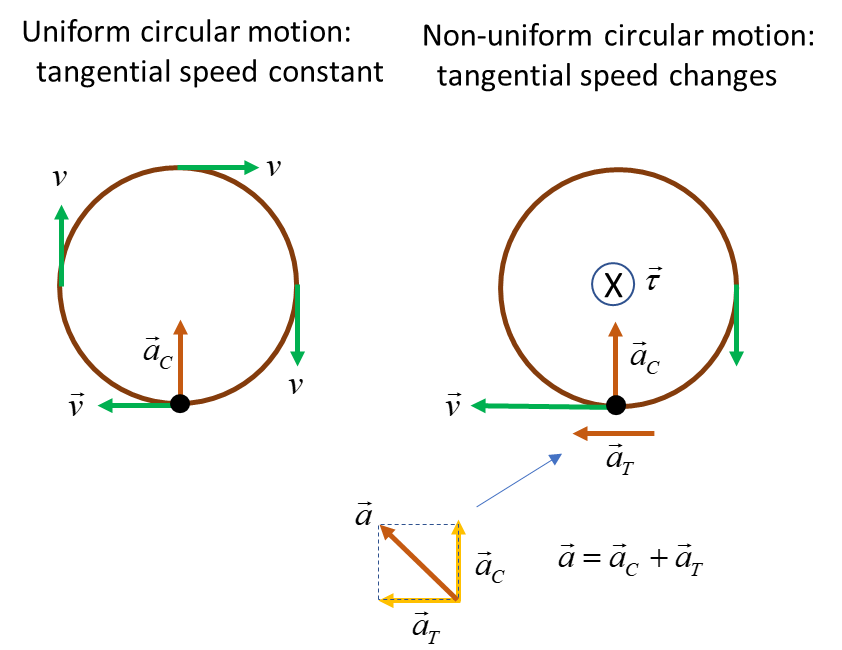 Uniform circular motion:
tangential speed constant
Non-uniform circular motion:
tangential speed changes
v
v
v
$\vec{a}_C$
$\vec{v}$
X
$\vec{\tau}$
$\vec{a}_C$
$\vec{v}$
$\vec{a}_T$
$\vec{a}$
$\vec{a}_C$
$\vec{a}_T$
$\vec{a} = \vec{a}_C + \vec{a}_T$